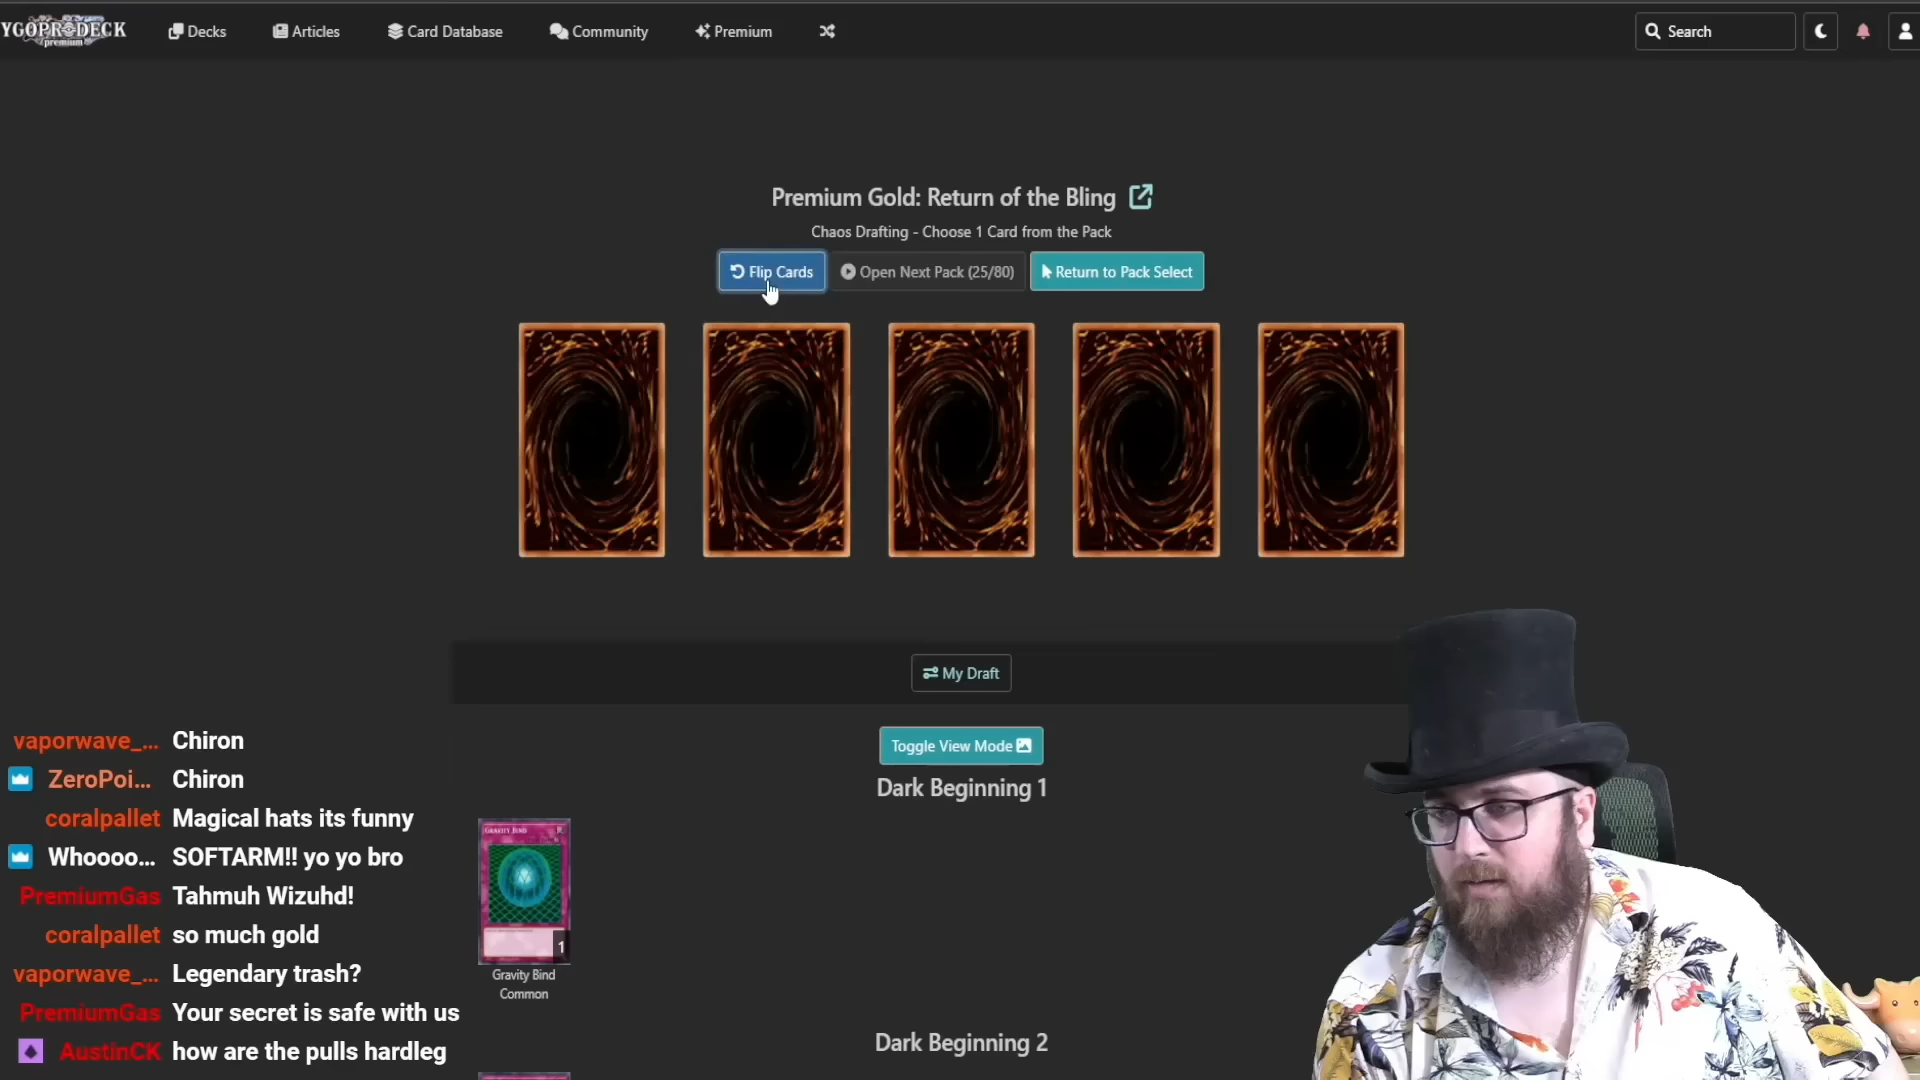 YGOPRODECK
premium
Decks
Articles
Card Database
Community
Premium
Search
Premium Gold: Return of the Bling
Chaos Drafting - Choose 1 Card from the Pack
Flip Cards
Open Next Pack (25/80)
Return to Pack Select
My Draft
Toggle View Mode
Dark Beginning 1
GRAVITY BIND
1
Gravity Bind
Common
Dark Beginning 2
vaporwave_... Chiron
ZeroPoi... Chiron
coralpallet Magical hats its funny
Whoooo... SOFTARM!! yo yo bro
PremiumGas Tahmuh Wizuhd!
coralpallet so much gold
vaporwave_... Legendary trash?
PremiumGas Your secret is safe with us
AustinCK how are the pulls hardleg